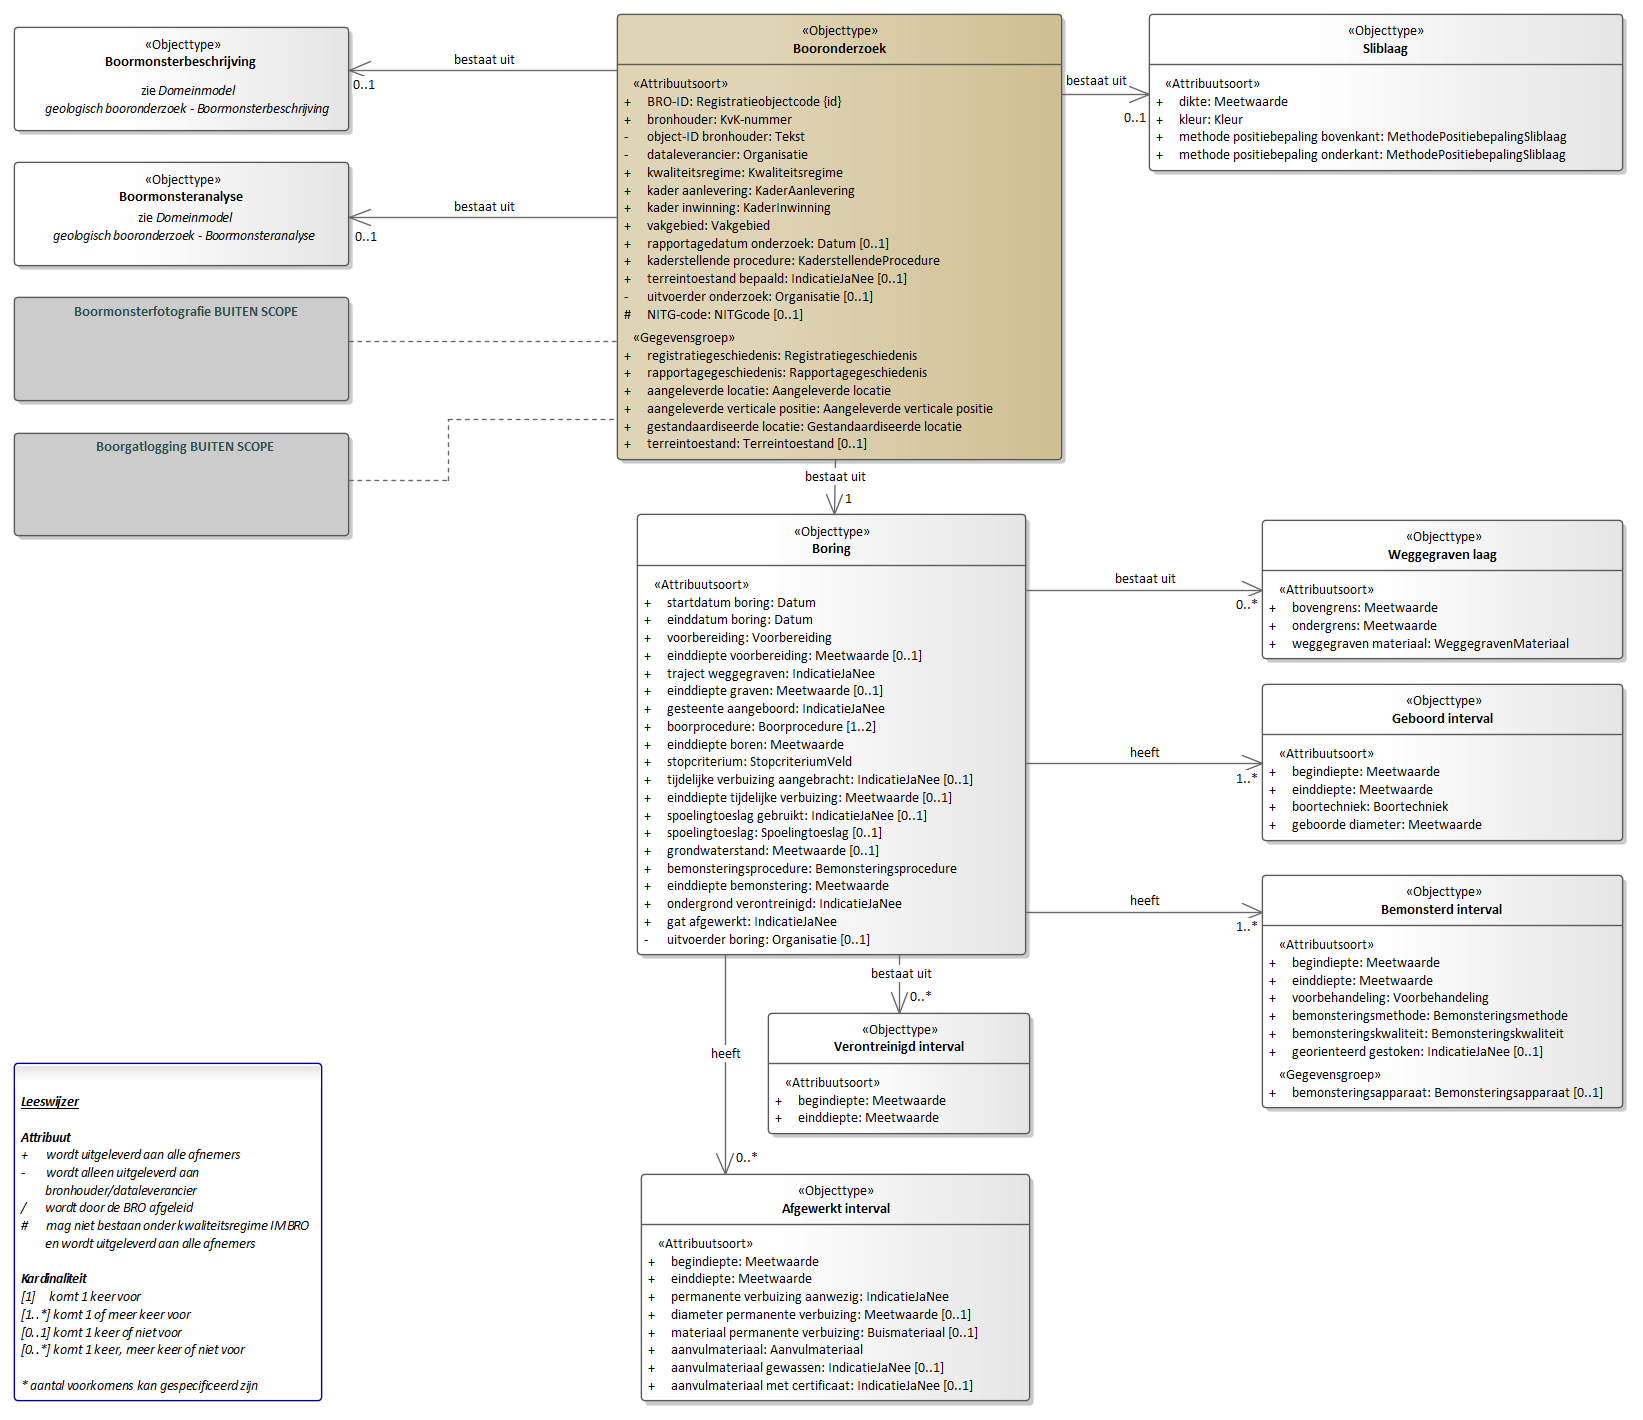 «Objecttype»
Boormonsterbeschrijving
zie Domeinmodel
geologisch booronderzoek - Boormonsterbeschrijving
bestaat uit
0..1
«Objecttype»
Boormonsteranalyse
zie Domeinmodel
geologisch booronderzoek - Boormonsteranalyse
bestaat uit
0..1
Boormonsterfotografie BUITEN SCOPE
Boorgatlogging BUITEN SCOPE
«Objecttype»
Booronderzoek
«Attribuutsoort»
+ BRO-ID: Registratieobjectcode {id}
+ bronhouder: KvK-nummer
- object-ID bronhouder: Tekst
- dataleverancier: Organisatie
+ kwaliteitsregime: Kwaliteitsregime
+ kader aanlevering: KaderAanlevering
+ kader inwinning: KaderInwinning
+ vakgebied: Vakgebied
+ rapportagedatum onderzoek: Datum [0..1]
+ kaderstellende procedure: KaderstellendeProcedure
+ terreintoestand bepaald: IndicatieJaNee [0..1]
- uitvoerder onderzoek: Organisatie [0..1]
# NITG-code: NITGcode [0..1]
«Gegevensgroep»
+ registratiegeschiedenis: Registratiegeschiedenis
+ rapportagegeschiedenis: Rapportagegeschiedenis
+ aangeleverde locatie: Aangeleverde locatie
+ aangeleverde verticale positie: Aangeleverde verticale positie
+ gestandaardiseerde locatie: Gestandaardiseerde locatie
+ terreintoestand: Terreintoestand [0..1]
bestaat uit
0..1
«Objecttype»
Sliblaag
«Attribuutsoort»
+ dikte: Meetwaarde
+ kleur: Kleur
+ methode positiebepaling bovenkant: MethodePositiebepalingSliblaag
+ methode positiebepaling onderkant: MethodePositiebepalingSliblaag
bestaat uit
1
«Objecttype»
Boring
«Attribuutsoort»
+ startdatum boring: Datum
+ einddatum boring: Datum
+ voorbereiding: Voorbereiding
+ einddiepte voorbereiding: Meetwaarde [0..1]
+ traject weggegraven: IndicatieJaNee
+ einddiepte graven: Meetwaarde [0..1]
+ gesteente aangeboord: IndicatieJaNee
+ boorprocedure: Boorprocedure [1..2]
+ einddiepte boren: Meetwaarde
+ stopcriterium: StopcriteriumVeld
+ tijdelijke verbuizing aangebracht: IndicatieJaNee [0..1]
+ einddiepte tijdelijke verbuizing: Meetwaarde [0..1]
+ spoelingtoeslag gebruikt: IndicatieJaNee [0..1]
+ spoelingtoeslag: Spoelingtoeslag [0..1]
+ grondwaterstand: Meetwaarde [0..1]
+ bemonsteringsprocedure: Bemonsteringsprocedure
+ einddiepte bemonstering: Meetwaarde
+ ondergrond verontreinigd: IndicatieJaNee
+ gat afgewerkt: IndicatieJaNee
- uitvoerder boring: Organisatie [0..1]
bestaat uit
0..*
«Objecttype»
Weggegraven laag
«Attribuutsoort»
+ bovengrens: Meetwaarde
+ ondergrens: Meetwaarde
+ weggegraven materiaal: WeggegravenMateriaal
heeft
1..*
«Objecttype»
Geboord interval
«Attribuutsoort»
+ begindiepte: Meetwaarde
+ einddiepte: Meetwaarde
+ boortechniek: Boortechniek
+ geboorde diameter: Meetwaarde
heeft
1..*
«Objecttype»
Bemonsterd interval
«Attribuutsoort»
+ begindiepte: Meetwaarde
+ einddiepte: Meetwaarde
+ voorbehandeling: Voorbehandeling
+ bemonsteringsmethode: Bemonsteringsmethode
+ bemonsteringskwaliteit: Bemonsteringskwaliteit
+ georienteerd gestoken: IndicatieJaNee [0..1]
«Gegevensgroep»
+ bemonsteringsapparaat: Bemonsteringsapparaat [0..1]
bestaat uit
0..*
«Objecttype»
Verontreinigd interval
«Attribuutsoort»
+ begindiepte: Meetwaarde
+ einddiepte: Meetwaarde
heeft
0..*
«Objecttype»
Afgewerkt interval
«Attribuutsoort»
+ begindiepte: Meetwaarde
+ einddiepte: Meetwaarde
+ permanente verbuizing aanwezig: IndicatieJaNee
+ diameter permanente verbuizing: Meetwaarde [0..1]
+ materiaal permanente verbuizing: Buismateriaal [0..1]
+ aanvulmateriaal: Aanvulmateriaal
+ aanvulmateriaal gewassen: IndicatieJaNee [0..1]
+ aanvulmateriaal met certificaat: IndicatieJaNee [0..1]
Leeswijzer
Attribuut
+ wordt uitgeleverd aan alle afnemers
- wordt alleen uitgeleverd aan
bronhouder/dataleverancier
/ wordt door de BRO afgeleid
# mag niet bestaan onder kwaliteitsregime IMBRO
en wordt uitgeleverd aan alle afnemers
Kardinaliteit
[1] komt 1 keer voor
[1..*] komt 1 of meer keer voor
[0..1] komt 1 keer of niet voor
[0..*] komt 1 keer, meer keer of niet voor
* aantal voorkomens kan gespecificeerd zijn